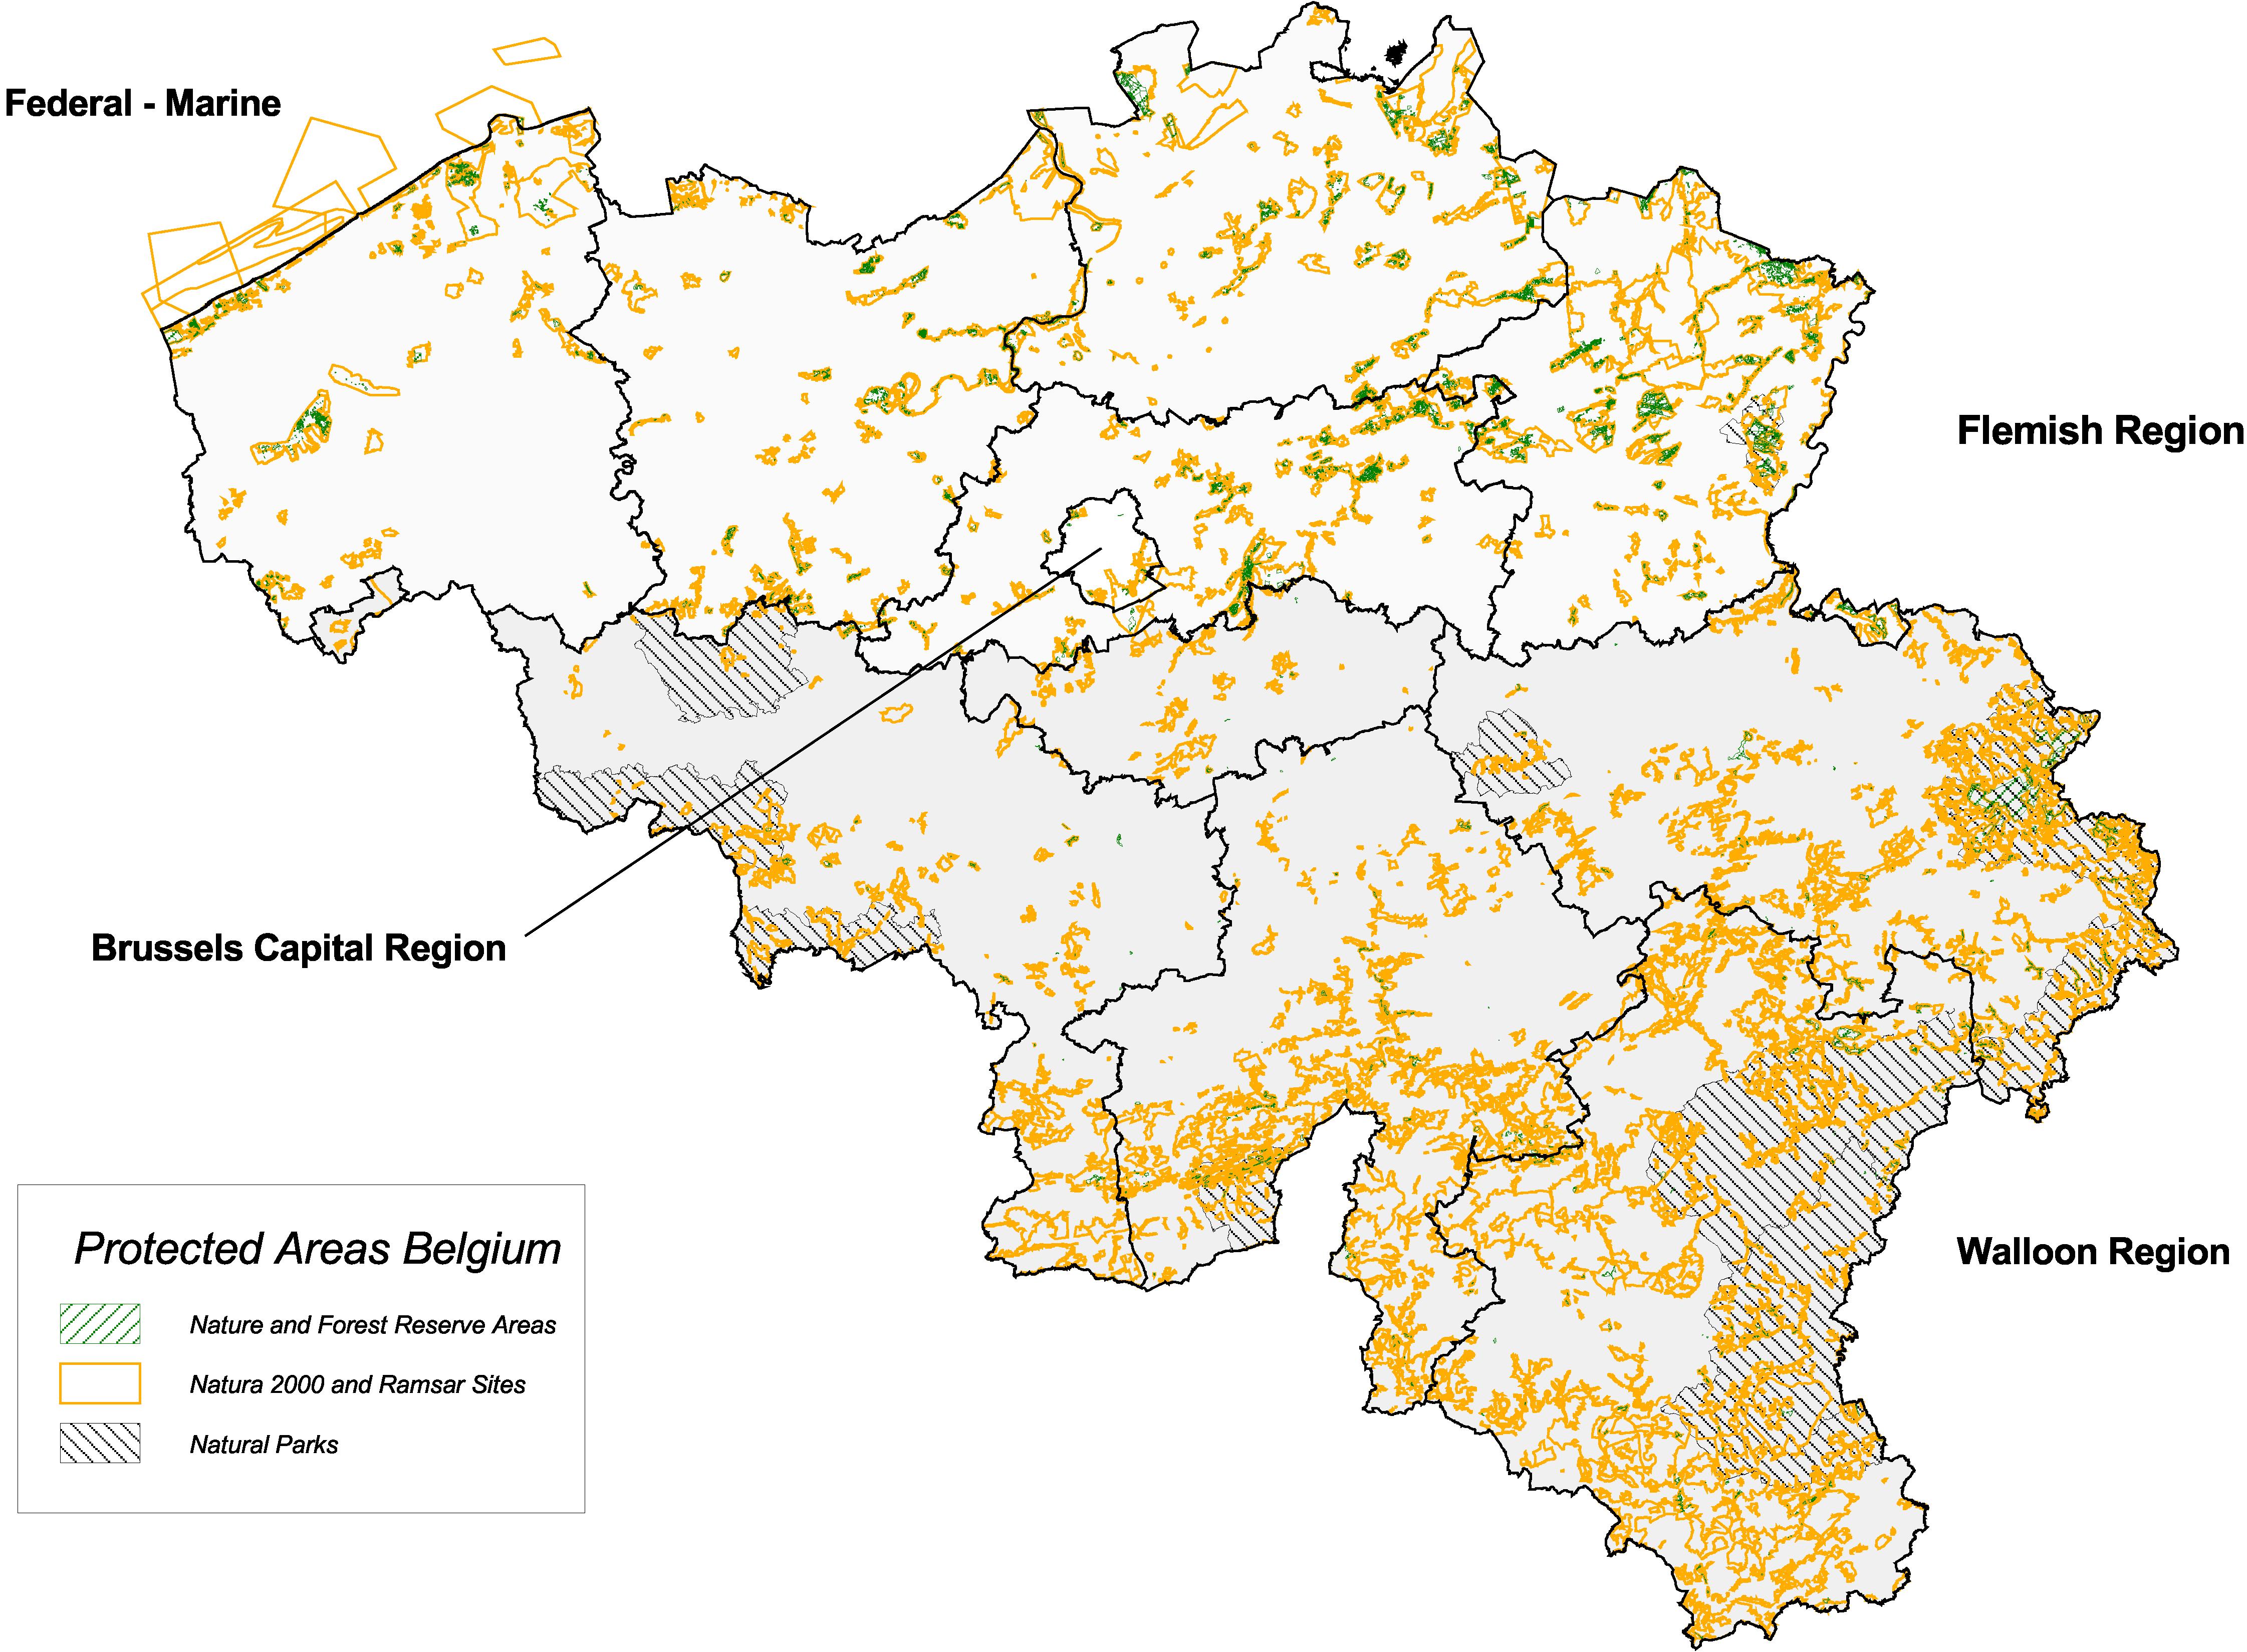 Federal - Marine
Flemish Region
Brussels Capital Region
Walloon Region
Protected Areas Belgium
Nature and Forest Reserve Areas
Natura 2000 and Ramsar Sites
Natural Parks